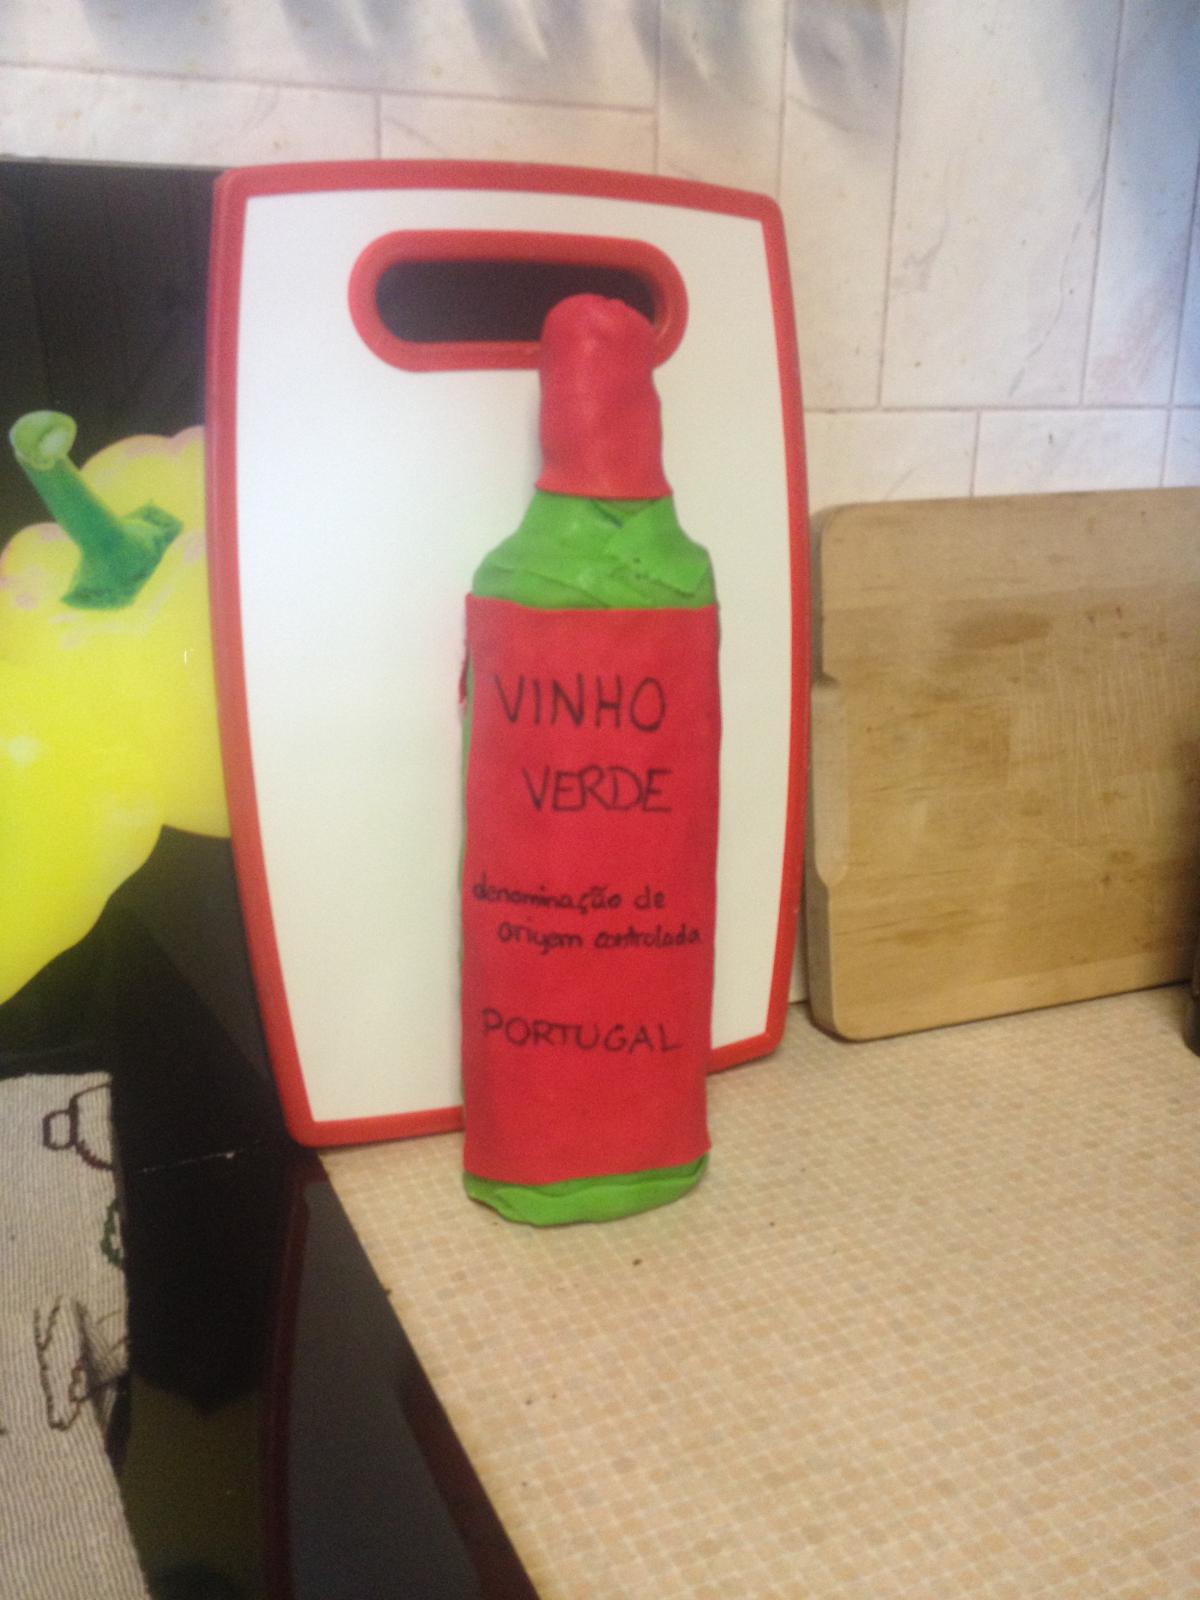 VINHO
VERDE
denominação de
origem controlada
PORTUGAL